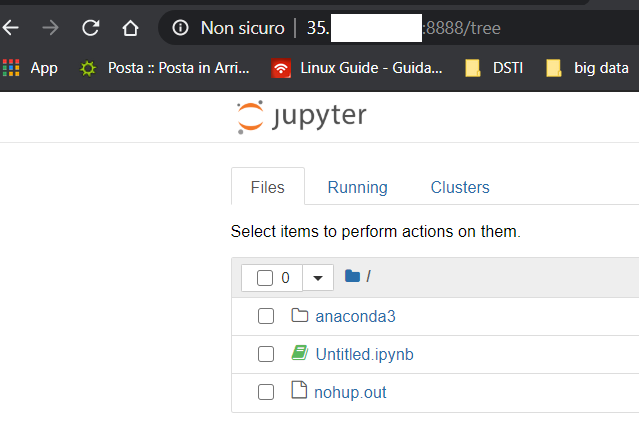 Non sicuro | 35. :8888/tree
App Posta :: Posta in Arri... Linux Guide - Guida... DSTI big data
jupyter
Files Running Clusters
Select items to perform actions on them.
0 /
anaconda3
Untitled.ipynb
nohup.out